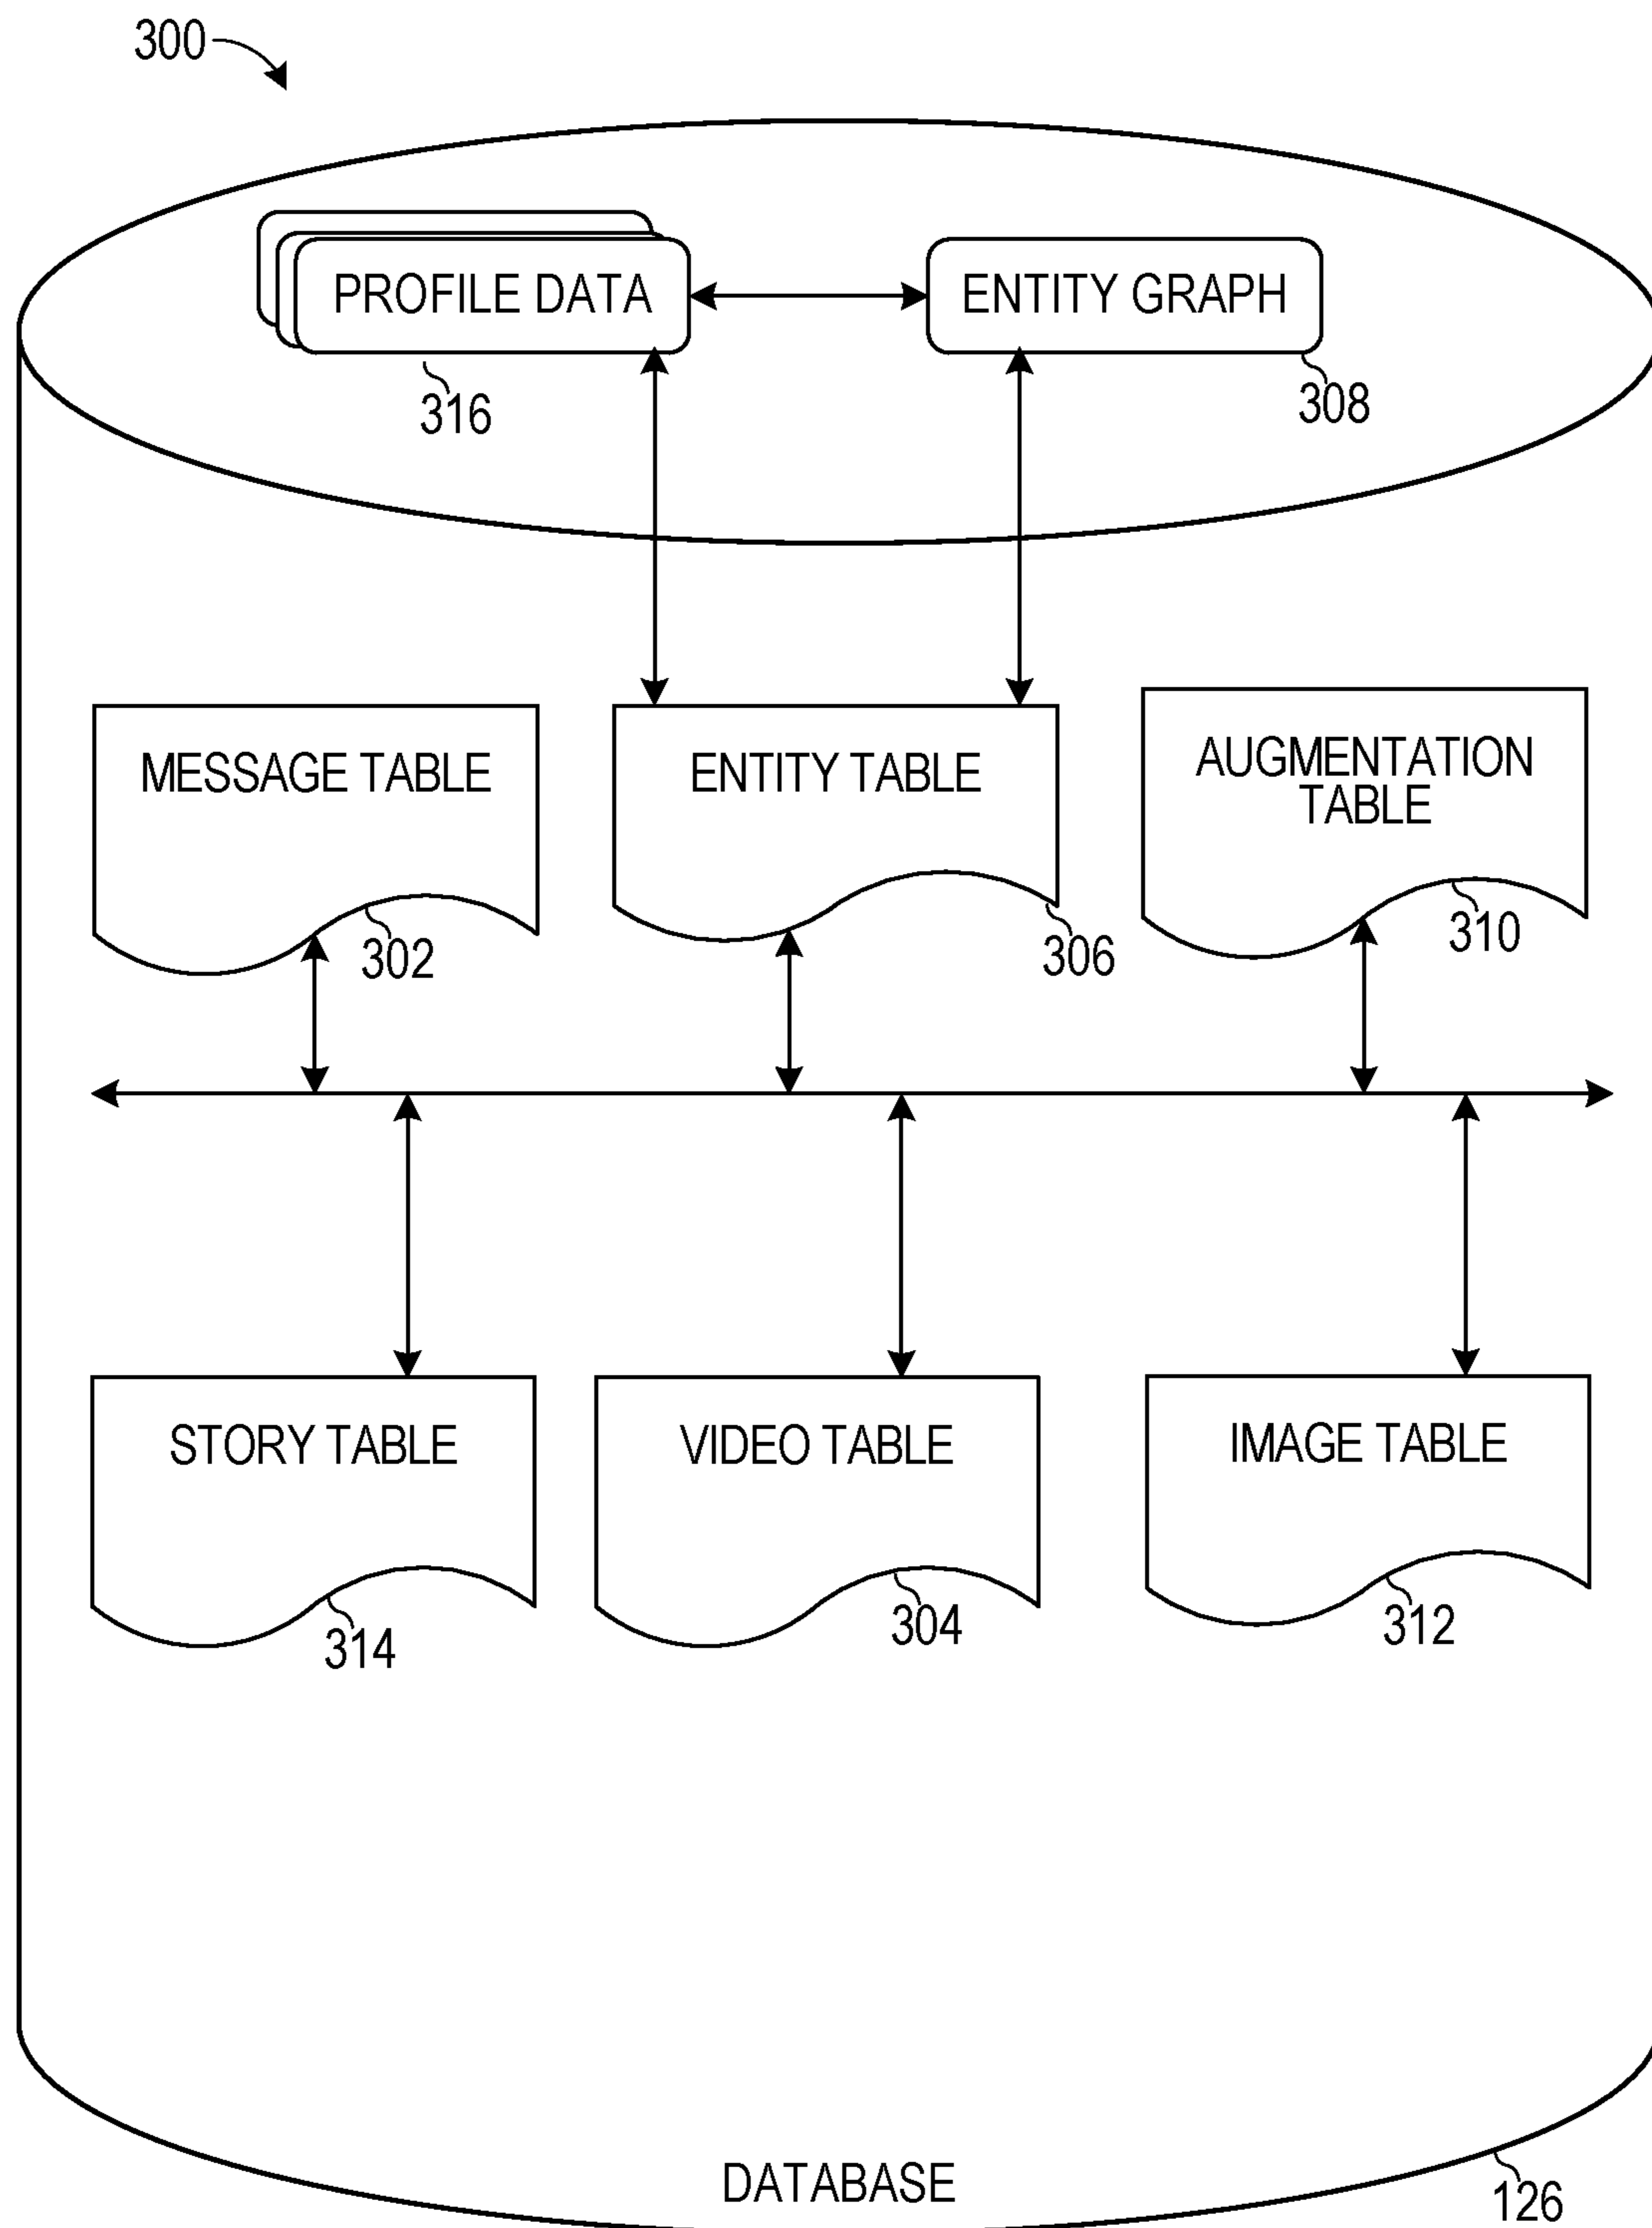 300
PROFILE DATA
ENTITY GRAPH
316
308
MESSAGE TABLE
ENTITY TABLE
AUGMENTATION
TABLE
302
306
310
STORY TABLE
VIDEO TABLE
IMAGE TABLE
314
304
312
DATABASE
126